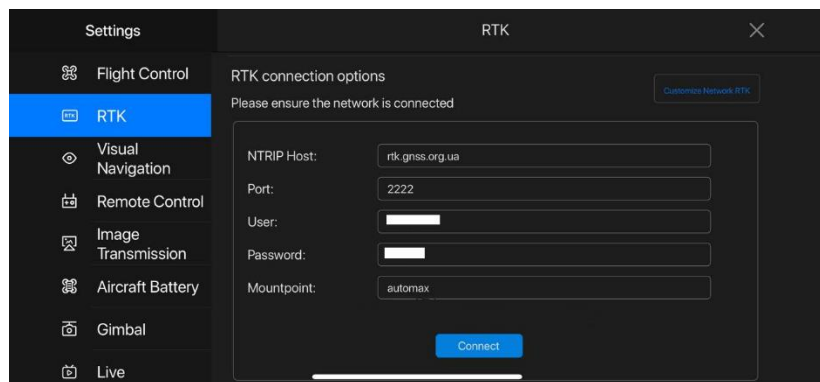 Settings
RTK
Flight Control
RTK
RTK
Visual
Navigation
Remote Control
Image
Transmission
Aircraft Battery
Gimbal
Live
RTK connection options
Customize Network RTK
Please ensure the network is connected
NTRIP Host:
rtk.gnss.org.ua
Port:
2222
User:
Password:
Mountpoint:
automax
Connect